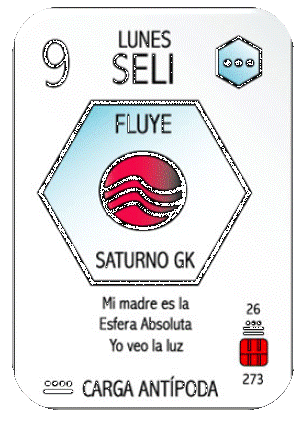 9
LUNES
SELI
FLUYE
SATURNO GK
Mi madre es la
Esfera Absoluta
Yo veo la luz
26
273
CARGA ANTÍPODA